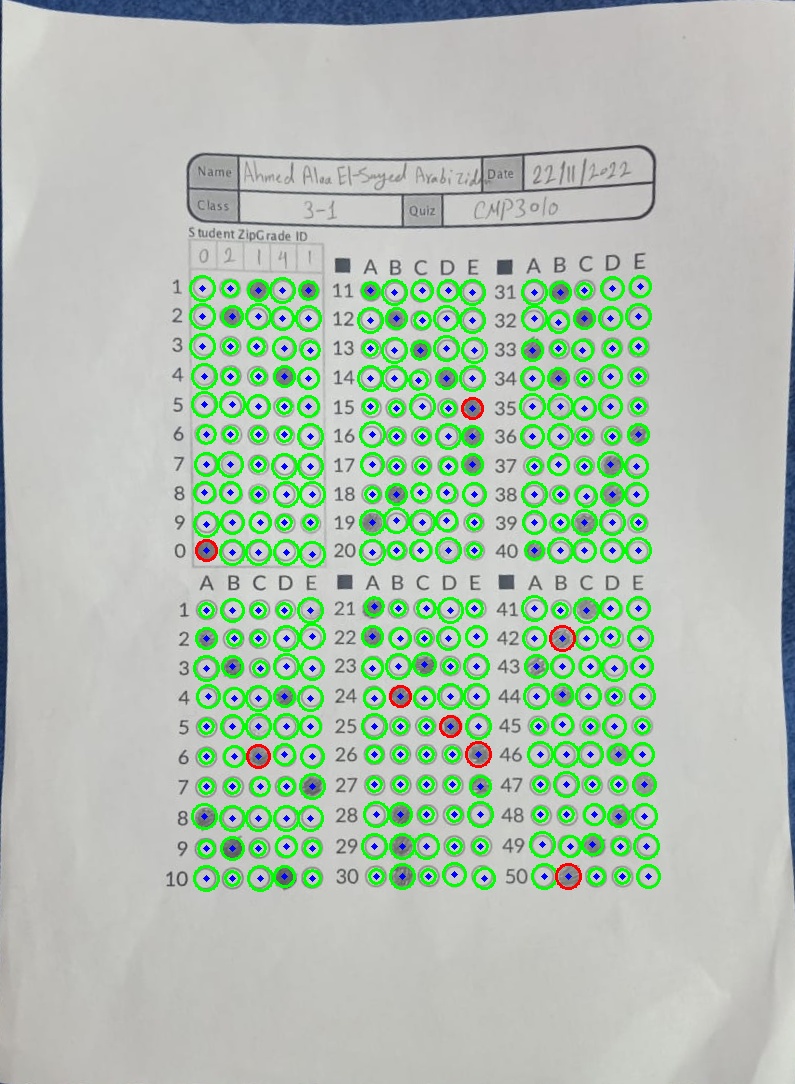 Name Ahmed Alaa El-Sayed Arabi Date 22/11/2022
Class 3-1 Quiz CMP3010
Student ZipGrade ID
0 2 1 4 1
A B C D E A B C D E
1 11 31
2 12 32
3 13 33
4 14 34
5 15 35
6 16 36
7 17 37
8 18 38
9 19 39
0 20 40
A B C D E A B C D E A B C D E
1 21 41
2 22 42
3 23 43
4 24 44
5 25 45
6 26 46
7 27 47
8 28 48
9 29 49
10 30 50